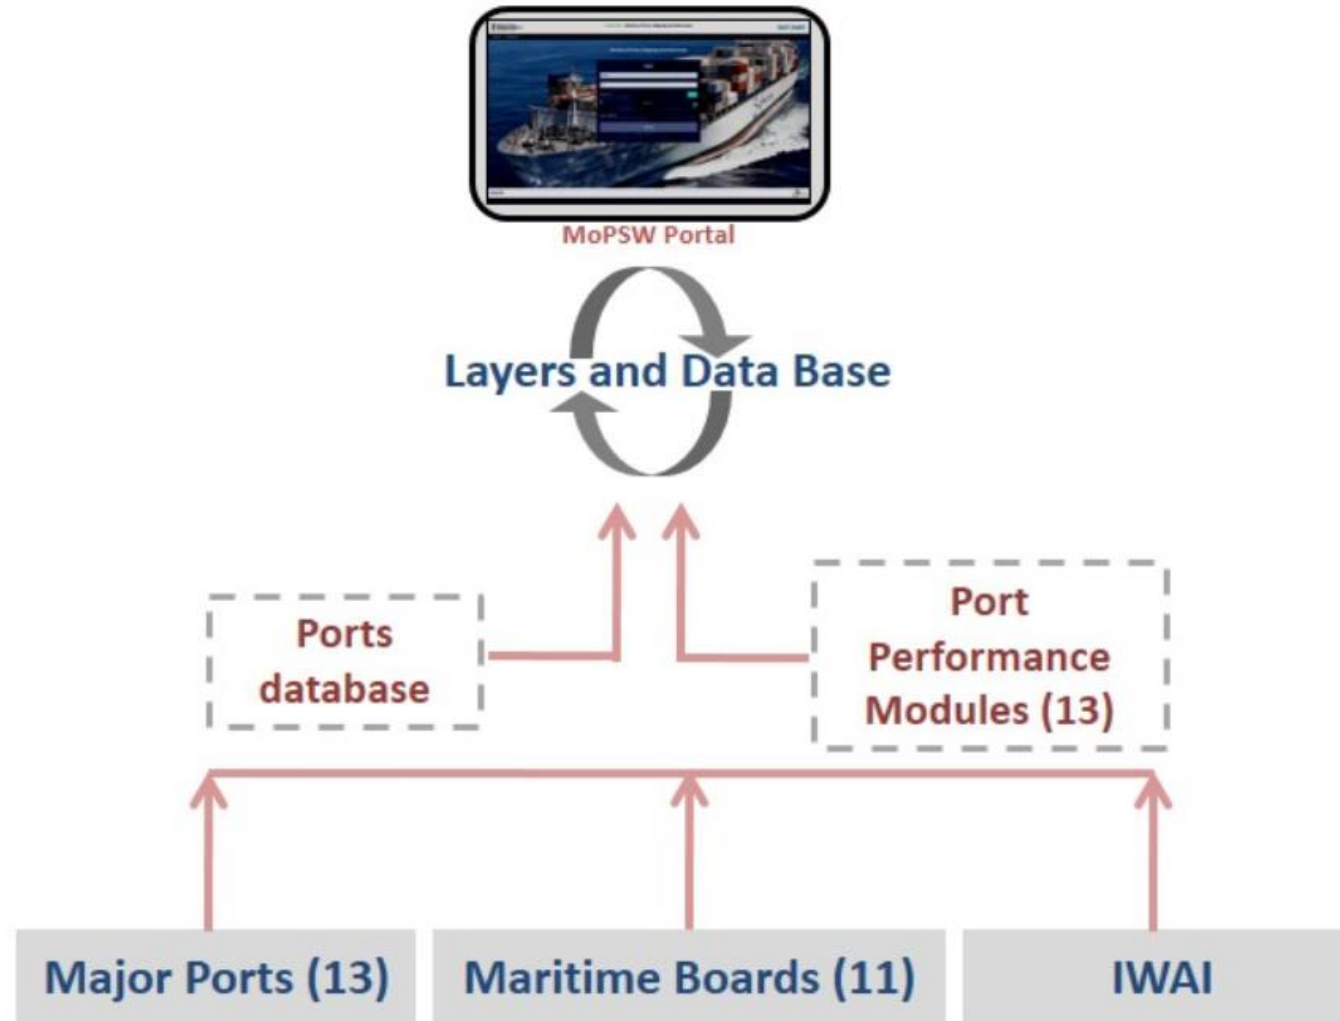 MoPSW Portal
Layers and Data Base
Ports
database
Port
Performance
Modules (13)
Major Ports (13)
Maritime Boards (11)
IWAI